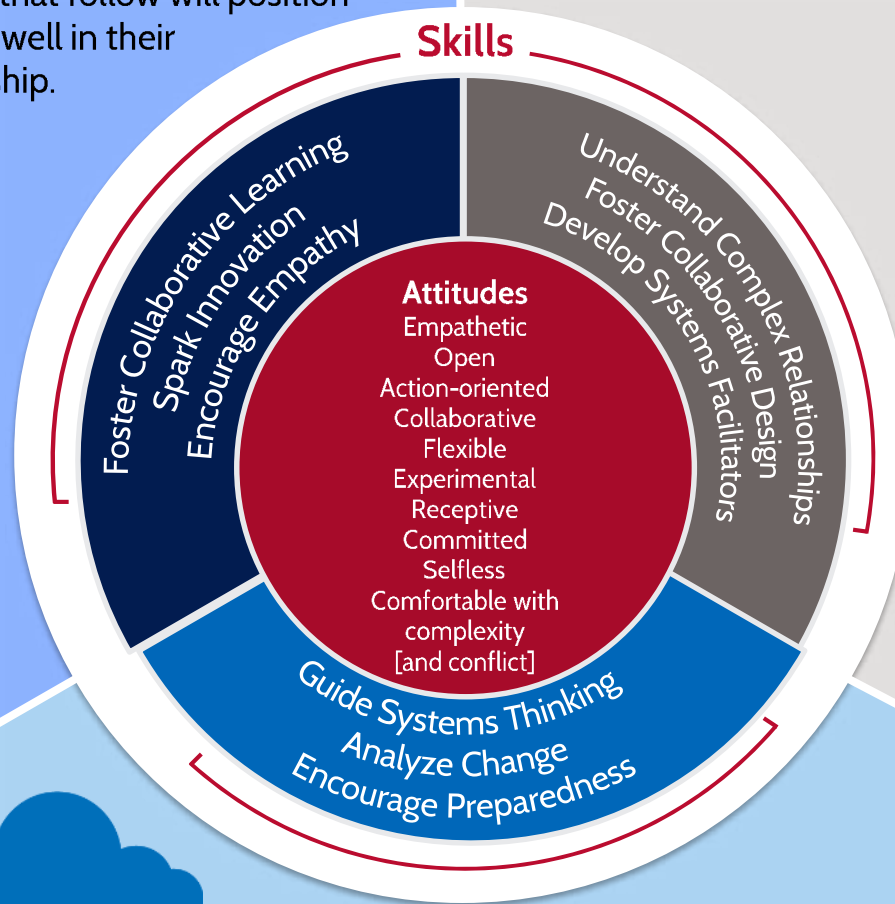 that follow will position
well in their
ship.
Skills
Foster Collaborative Learning
Spark Innovation
Encourage Empathy
Understand Complex Relationships
Foster Collaborative Design
Develop Systems Facilitators
Attitudes
Empathetic
Open
Action-oriented
Collaborative
Flexible
Experimental
Receptive
Committed
Selfless
Comfortable with
complexity
[and conflict]
Guide Systems Thinking
Analyze Change
Encourage Preparedness